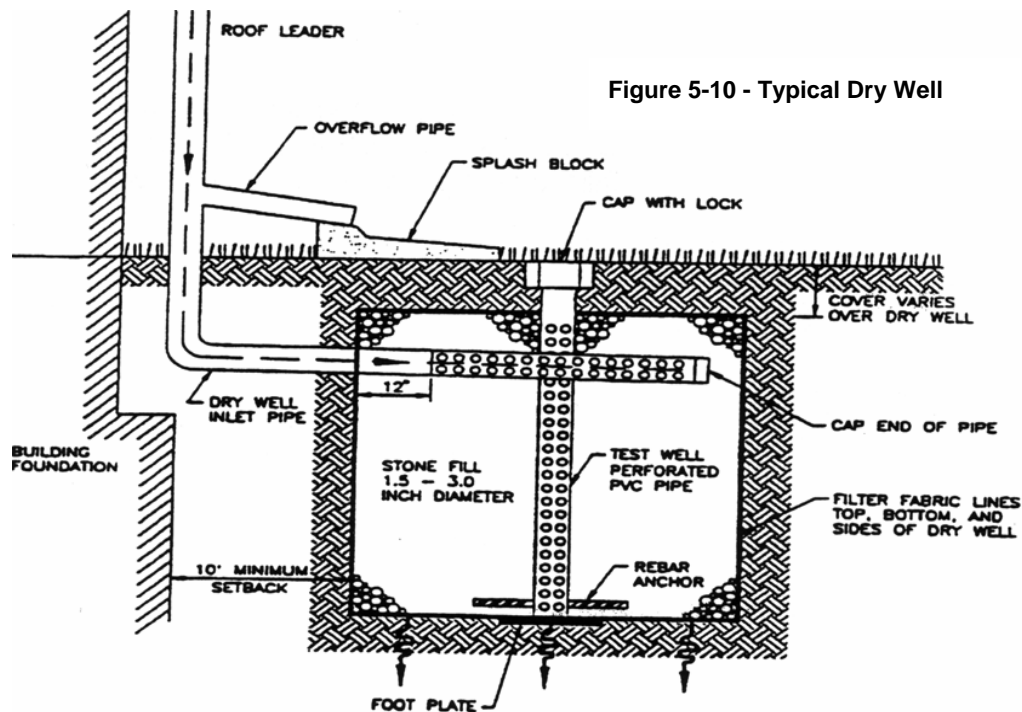 ROOF LEADER
Figure 5-10 - Typical Dry Well
OVERFLOW PIPE
SPLASH BLOCK
CAP WITH LOCK
COVER VARIES
OVER DRY WELL
12"
DRY WELL
INLET PIPE
CAP END OF PIPE
BUILDING
FOUNDATION
STONE FILL
1.5 - 3.0
INCH DIAMETER
TEST WELL
PERFORATED
PVC PIPE
FILTER FABRIC LINES
TOP, BOTTOM, AND
SIDES OF DRY WELL
10' MINIMUM
SETBACK
REBAR
ANCHOR
FOOT PLATE